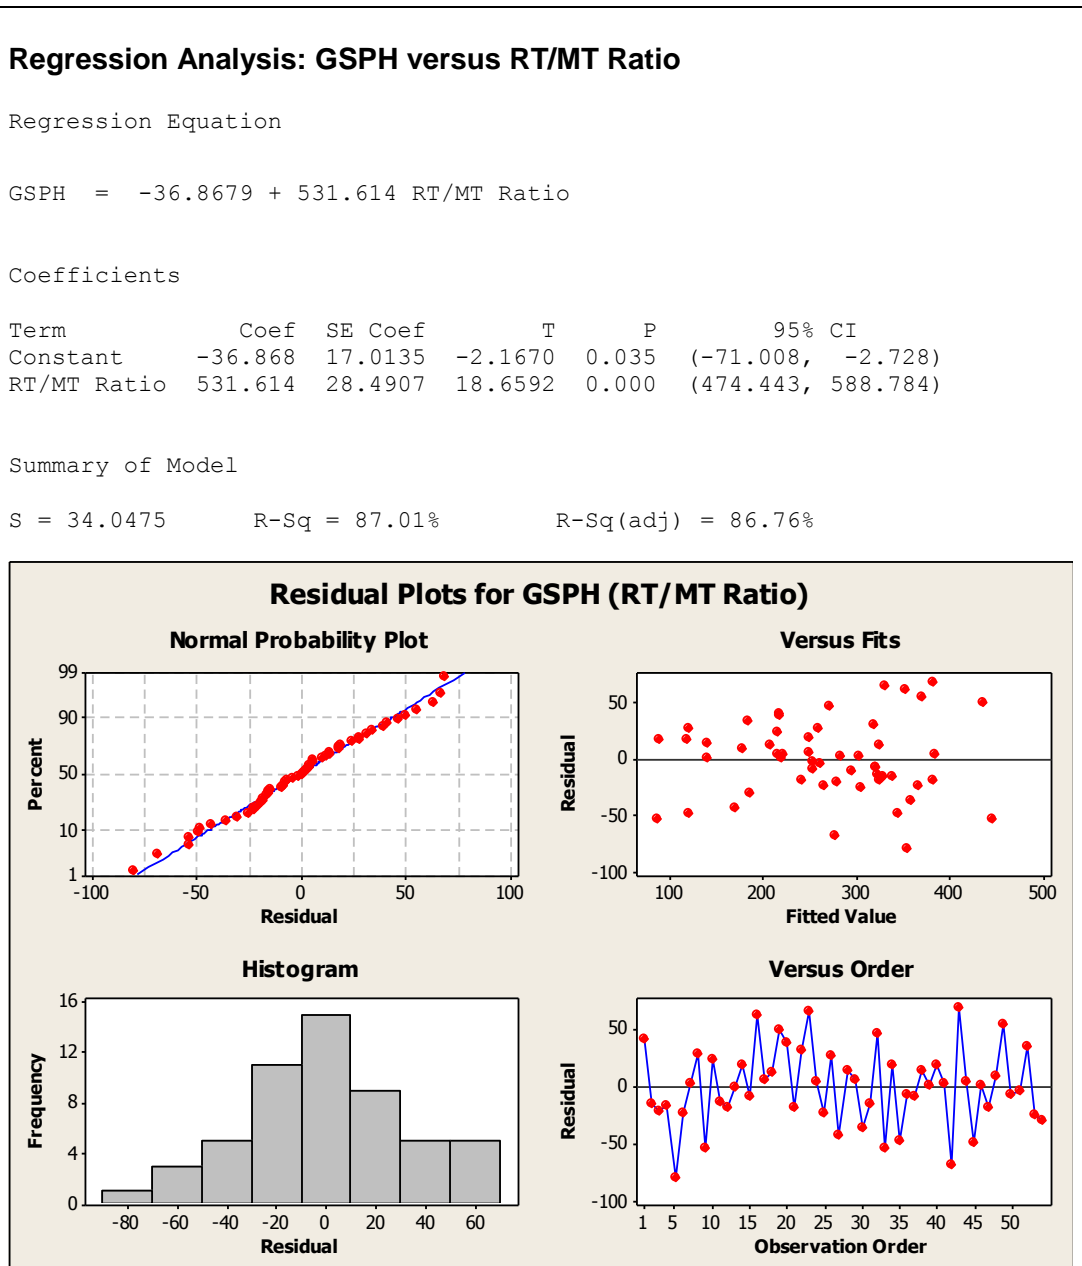 Regression Analysis: GSPH versus RT/MT Ratio
Regression Equation
GSPH = -36.8679 + 531.614 RT/MT Ratio
Coefficients
Term Coef SE Coef T P 95% CI
Constant -36.868 17.0135 -2.1670 0.035 (-71.008, -2.728)
RT/MT Ratio 531.614 28.4907 18.6592 0.000 (474.443, 588.784)
Summary of Model
S = 34.0475 R-Sq = 87.01% R-Sq(adj) = 86.76%
Residual Plots for GSPH (RT/MT Ratio)
Normal Probability Plot
99
90
50
10
1
Percent
-100 -50 0 50 100
Residual
Versus Fits
50
0
-50
-100
Residual
100 200 300 400 500
Fitted Value
Histogram
16
12
8
4
0
Frequency
-80 -60 -40 -20 0 20 40 60
Residual
Versus Order
50
0
-50
-100
Residual
1 5 10 15 20 25 30 35 40 45 50
Observation Order